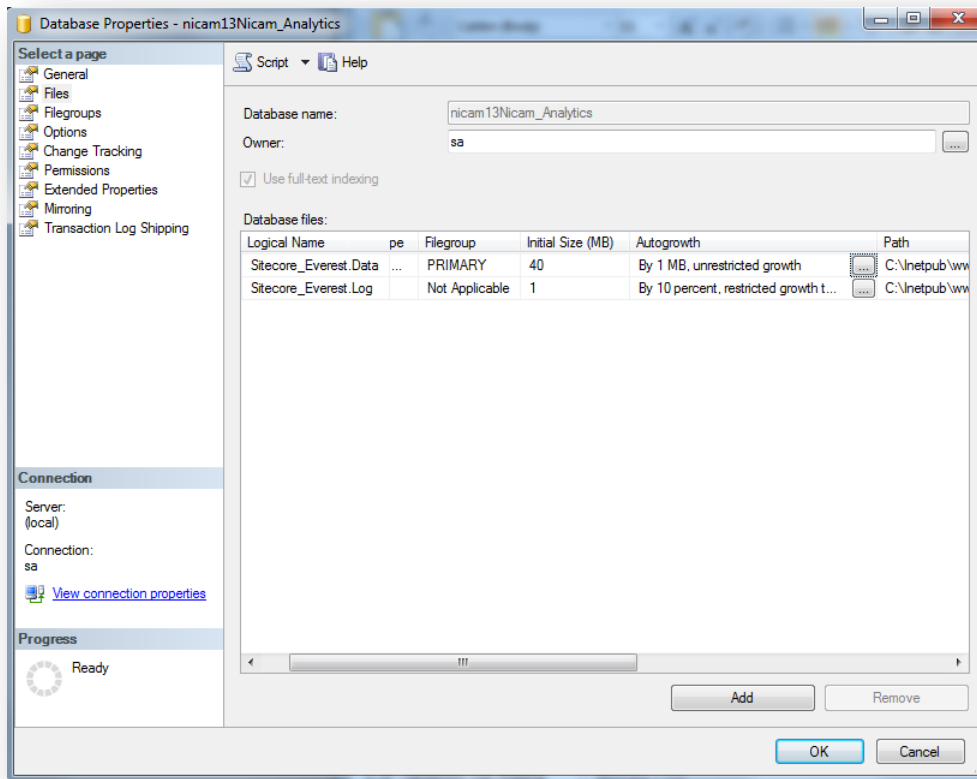 Database Properties - nicam13Nicam_Analytics
Select a page
General
Files
Filegroups
Options
Change Tracking
Permissions
Extended Properties
Mirroring
Transaction Log Shipping
Connection
Server:
(local)
Connection:
sa
View connection properties
Progress
Ready
Script Help
Database name: nicam13Nicam_Analytics
Owner: sa ...
Use full-text indexing
Database files:
Logical Name pe Filegroup Initial Size (MB) Autogrowth Path
Sitecore_Everest.Data ... PRIMARY 40 By 1 MB, unrestricted growth ... C:\Inetpub\ww
Sitecore_Everest.Log Not Applicable 1 By 10 percent, restricted growth t... ... C:\Inetpub\ww
Add Remove
OK Cancel